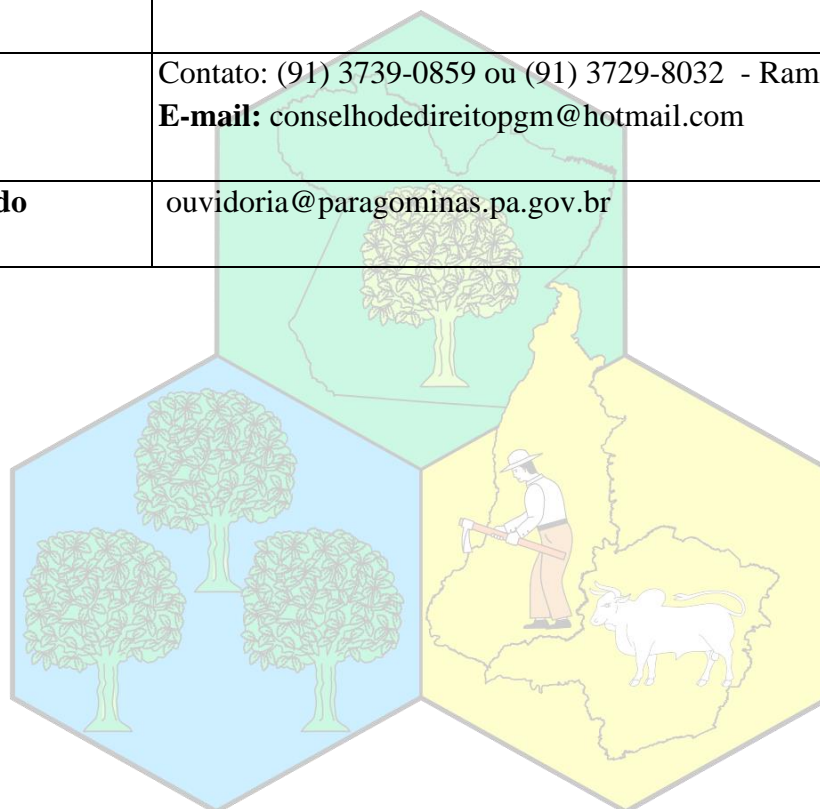 Contato: (91) 3739-0859 ou (91) 3729-8032 - Ram
E-mail: conselhodedireitopgm@hotmail.com
do ouvidoria@paragominas.pa.gov.br